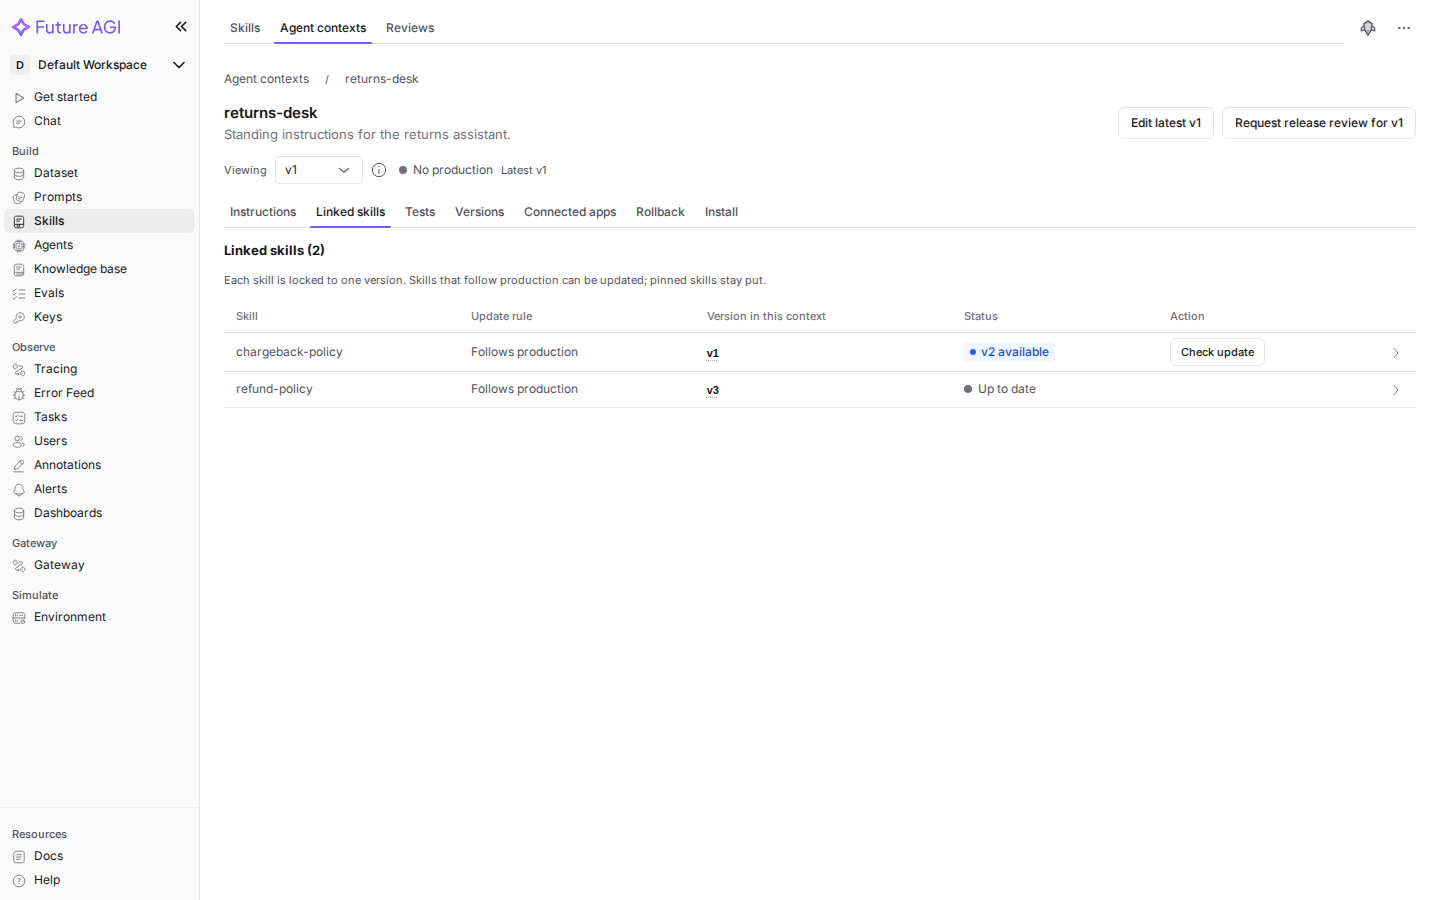 Future AGI
D Default Workspace
Get started
Chat
Build
Dataset
Prompts
Skills
Agents
Knowledge base
Evals
Keys
Observe
Tracing
Error Feed
Tasks
Users
Annotations
Alerts
Dashboards
Gateway
Gateway
Simulate
Environment
Resources
Docs
Help
Skills Agent contexts Reviews
Agent contexts / returns-desk
returns-desk
Standing instructions for the returns assistant.
Edit latest v1 Request release review for v1
Viewing v1 No production Latest v1
Instructions Linked skills Tests Versions Connected apps Rollback Install
Linked skills (2)
Each skill is locked to one version. Skills that follow production can be updated; pinned skills stay put.
Skill Update rule Version in this context Status Action
chargeback-policy Follows production v1 v2 available Check update
refund-policy Follows production v3 Up to date